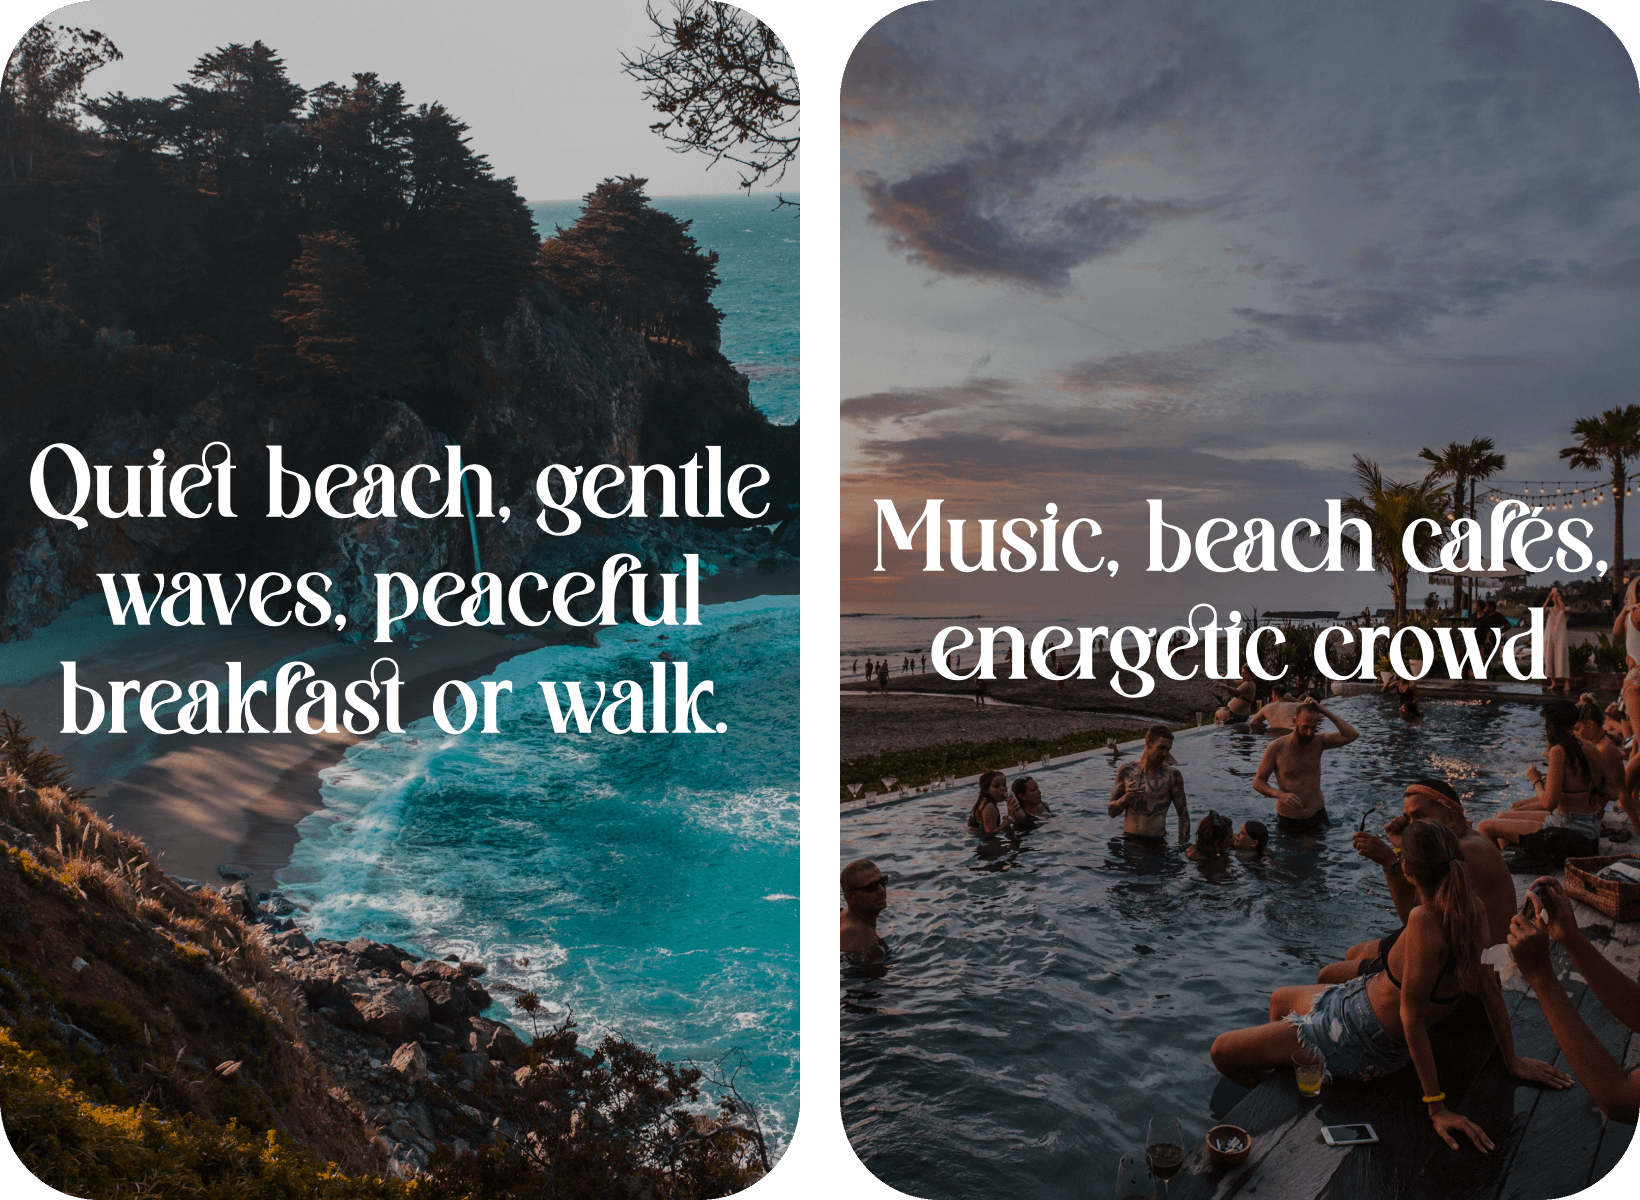 Quiet beach, gentle
waves, peaceful
breakfast or walk.
Music, beach cafés,
energetic crowd